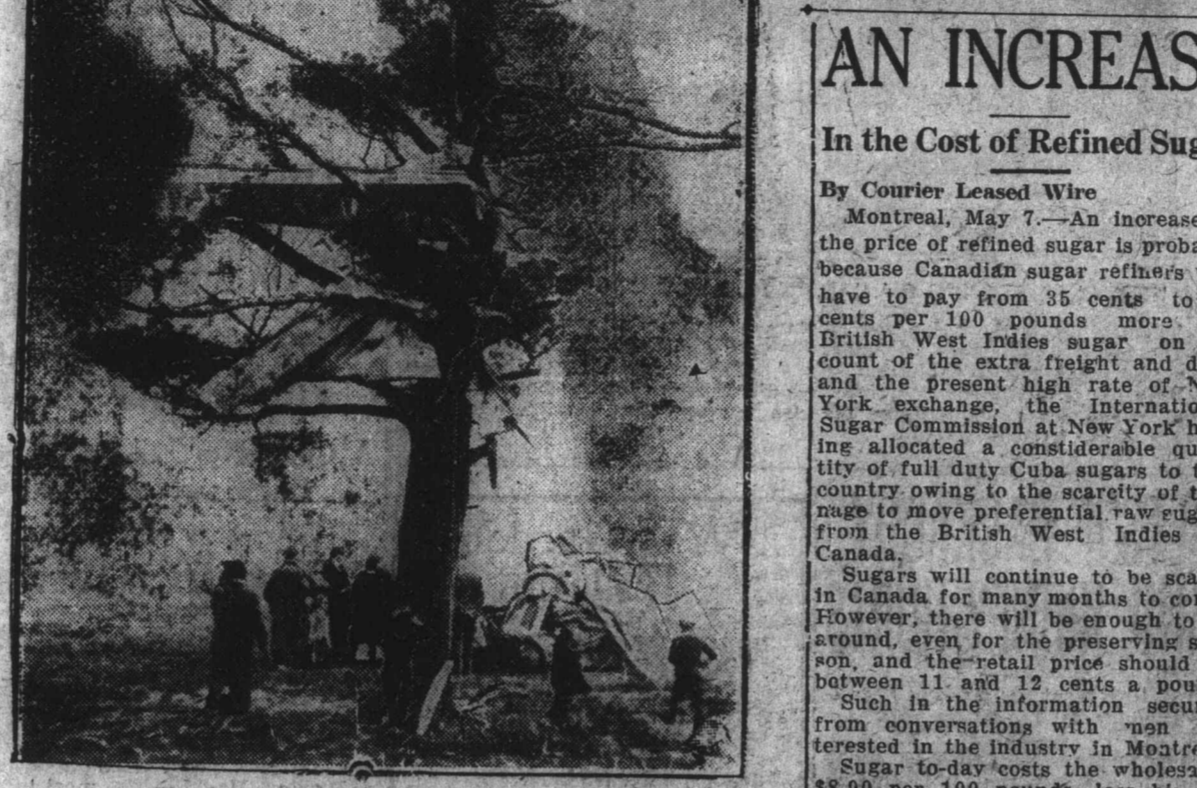 AN INCREAS
In the Cost of Refined Sug
By Courier Leased Wire
Montreal, May 7.—An increase
the price of refined sugar is proba
because Canadian sugar refiners
have to pay from 35 cents to
cents per 100 pounds more
British West Indies sugar on
count of the extra freight and d
and the present high rate of
York exchange, the Internatio
Sugar Commission at New York h
ing allocated a constiderable qu
tity of full duty Cuba sugars to
country owing to the scarcity of
nage to move preferential raw sug
from the British West Indies
Canada.
Sugars will continue to be sca
in Canada for many months to co
However, there will be enough to
around, even for the preserving s
son, and the retail price should
between 11 and 12 cents a pou
Such in the information secu
from conversations with men
terested in the industry in Montre
Sugar to-day costs the wholesa
$8.90 per 100 pounds